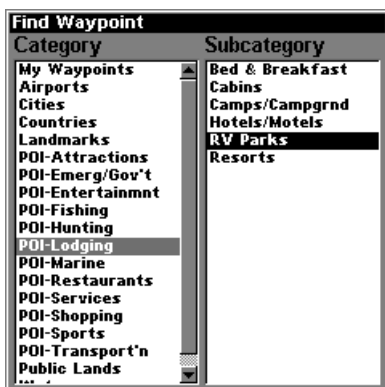 Find Waypoint
Category
My Waypoints
Airports
Cities
Countries
Landmarks
POI-Attractions
POI-Emerg/Gov't
POI-Entertainmnt
POI-Fishing
POI-Hunting
POI-Lodging
POI-Marine
POI-Restaurants
POI-Services
POI-Shopping
POI-Sports
POI-Transport'n
Public Lands
Subcategory
Bed & Breakfast
Cabins
Camps/Campgrnd
Hotels/Motels
RV Parks
Resorts